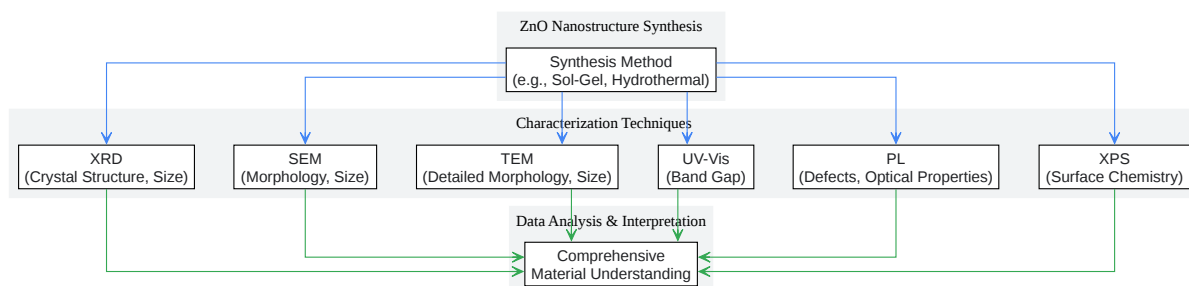 ZnO Nanostructure Synthesis
Synthesis Method
(e.g., Sol-Gel, Hydrothermal)
Characterization Techniques
XRD
(Crystal Structure, Size)
SEM
(Morphology, Size)
TEM
(Detailed Morphology, Size)
UV-Vis
(Band Gap)
PL
(Defects, Optical Properties)
XPS
(Surface Chemistry)
Data Analysis & Interpretation
Comprehensive
Material Understanding